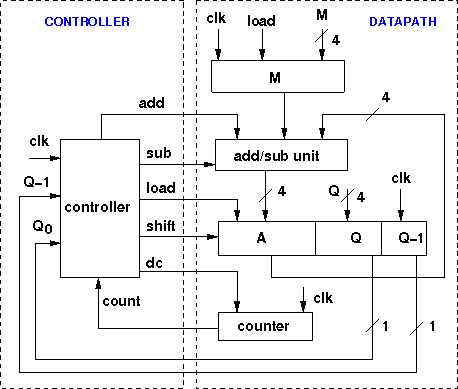 CONTROLLER
DATAPATH
clk
load
M
4
M
add
4
clk
sub
add/sub unit
clk
Q-1
load
4
Q
4
controller
Q0
shift
A
Q
Q-1
dc
count
clk
counter
1
1